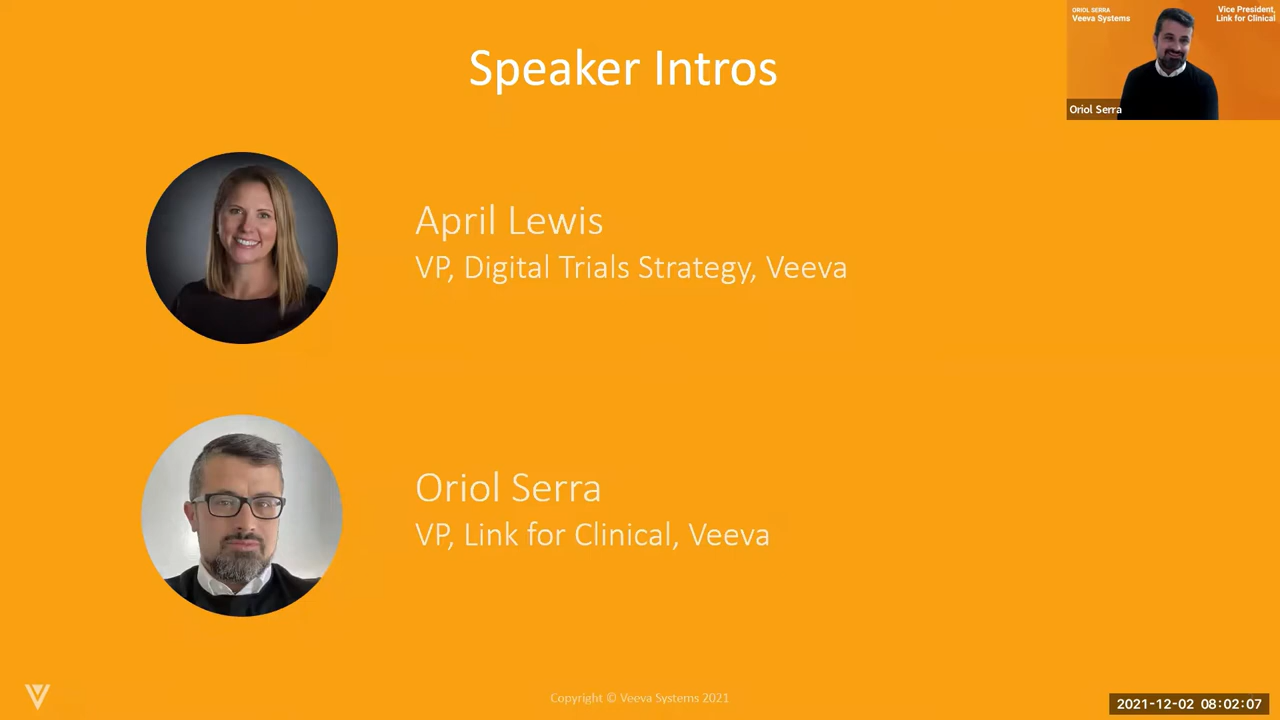 Speaker Intros
ORIOL SERRA
Veeva Systems
Vice President,
Link for Clinical
Oriol Serra
April Lewis
VP, Digital Trials Strategy, Veeva
Oriol Serra
VP, Link for Clinical, Veeva
Copyright © Veeva Systems 2021
2021-12-02 08:02:07